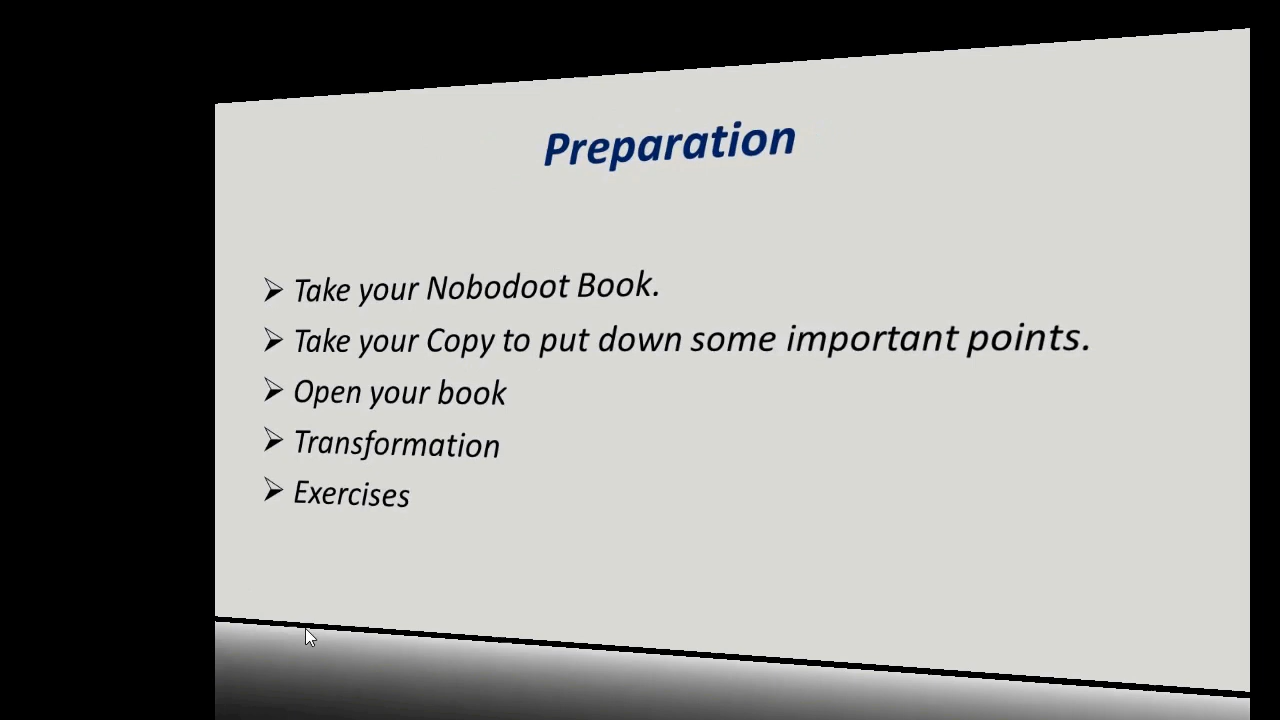 Preparation
Take your Nobodoot Book.
Take your Copy to put down some important points.
Open your book
Transformation
Exercises